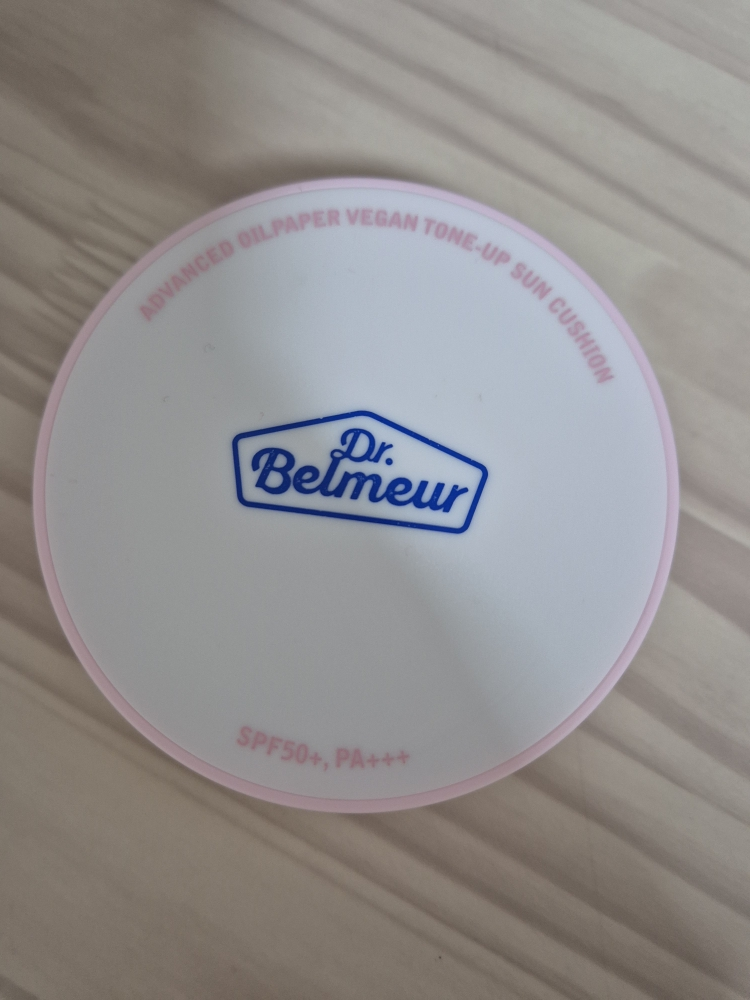 ADVANCED OILPAPER VEGAN TONE-UP SUN CUSHION
Dr.
Belmeur
SPF50+, PA+++